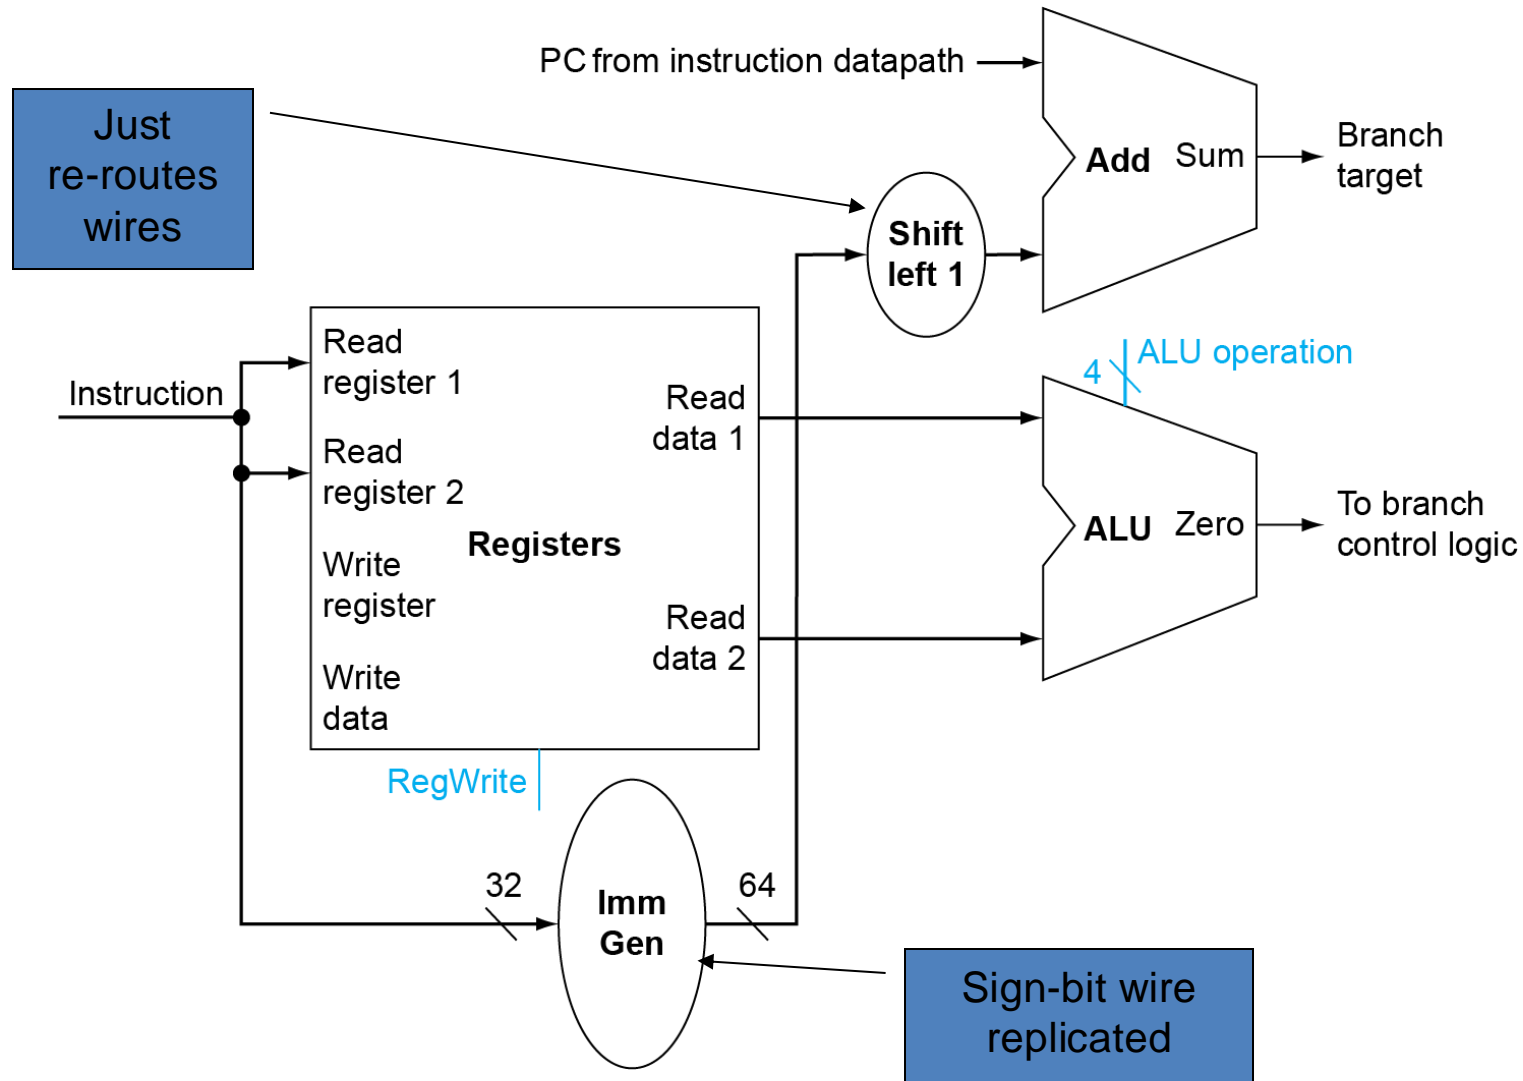 PC from instruction datapath
Just
re-routes
wires
Add
Sum
Branch
target
Shift
left 1
Instruction
Read
register 1
Read
register 2
Registers
Write
register
Write
data
Read
data 1
Read
data 2
4
ALU operation
ALU
Zero
To branch
control logic
RegWrite
32
Imm
Gen
64
Sign-bit wire
replicated